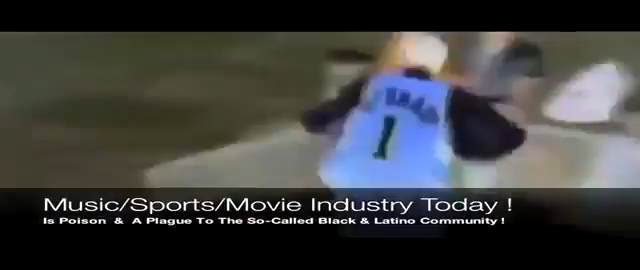 1
Music/Sports/Movie Industry Today !
Is Poison & A Plague To The So-Called Black & Latino Community !